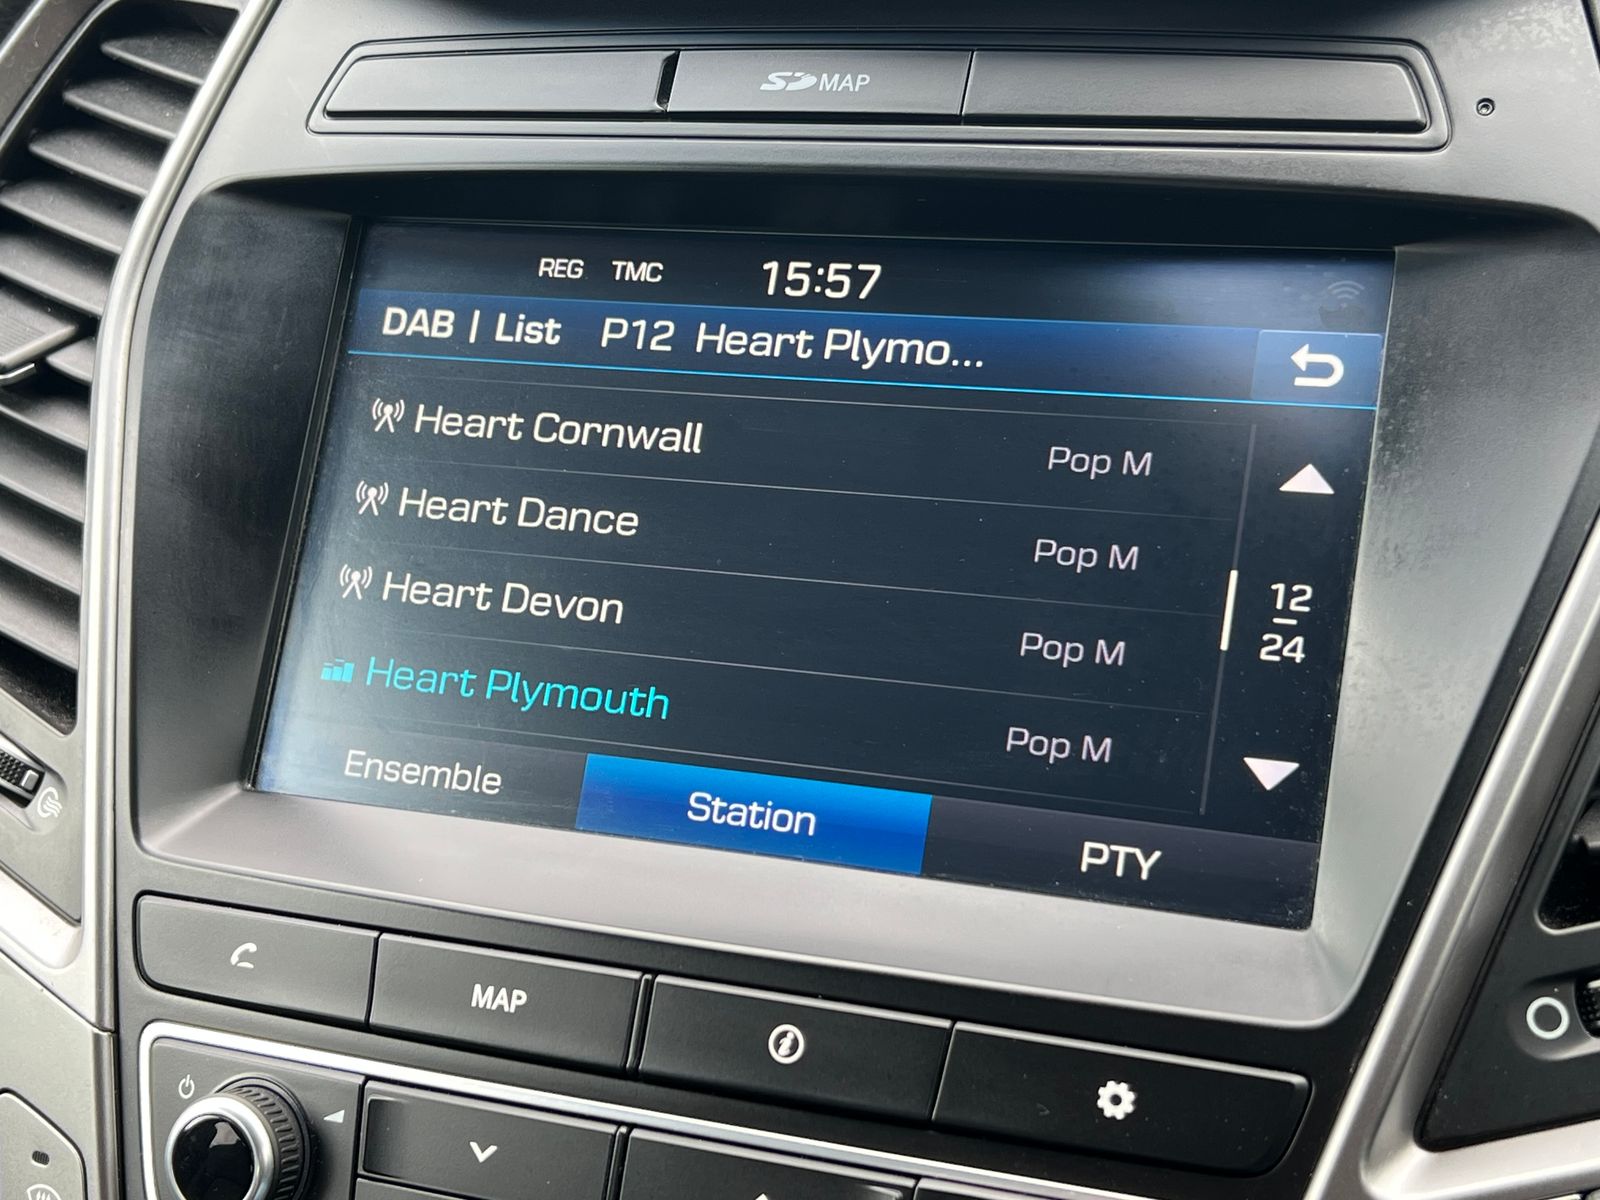 SD MAP
REG TMC 15:57
DAB | List P12 Heart Plymo...
Heart Cornwall Pop M
Heart Dance Pop M
Heart Devon Pop M
Heart Plymouth Pop M
12
24
Ensemble Station PTY
MAP